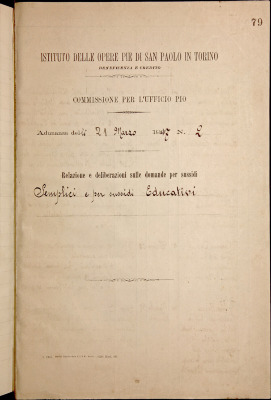 79
ISTITUTO DELLE OPERE PIE DI SAN PAOLO IN TORINO
BENEFICENZA E CREDITO
COMMISSIONE PER L'UFFICIO PIO
Adunanza delli 21 Marzo N. 2
Relazione e deliberazioni sulle domande per sussidi
Semplici e per sussidi Educativi